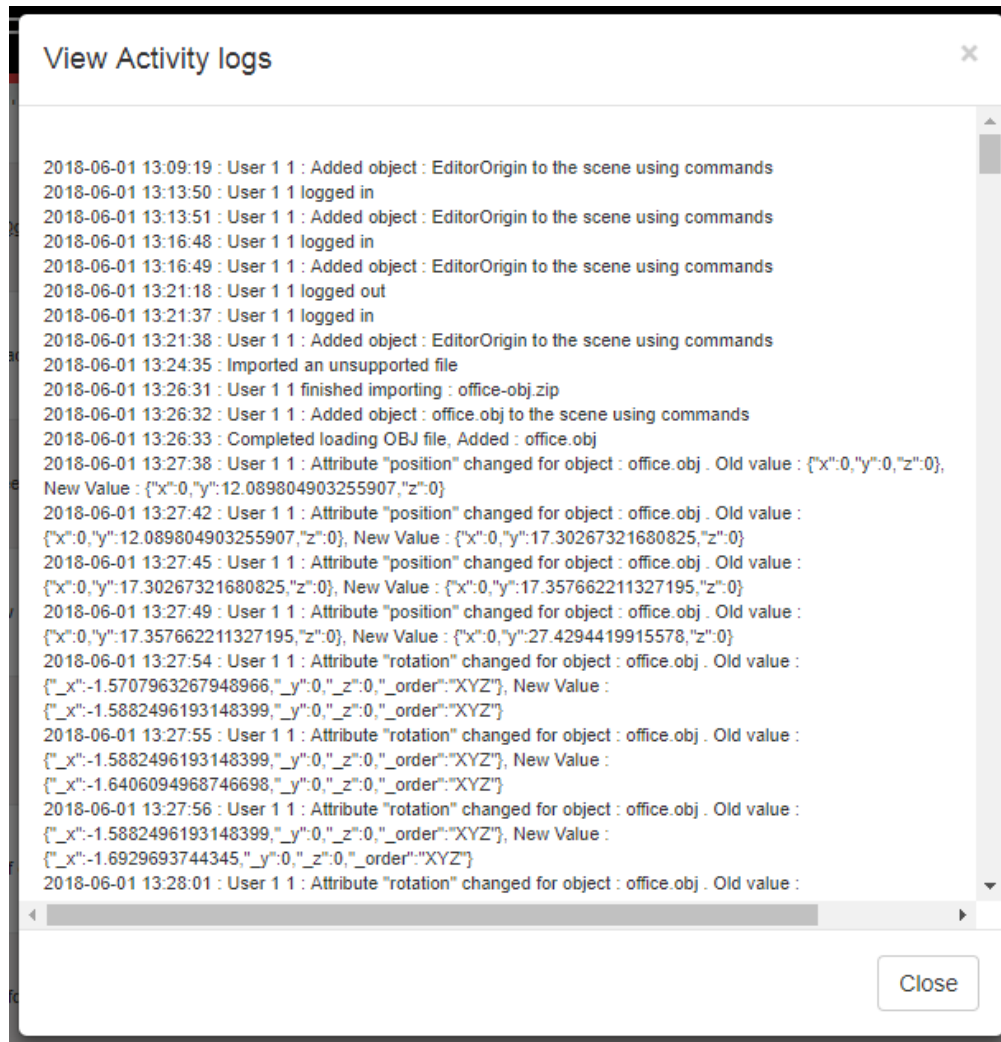 View Activity logs
×
2018-06-01 13:09:19 : User 1 1 : Added object : EditorOrigin to the scene using commands
2018-06-01 13:13:50 : User 1 1 logged in
2018-06-01 13:13:51 : User 1 1 : Added object : EditorOrigin to the scene using commands
2018-06-01 13:16:48 : User 1 1 logged in
2018-06-01 13:16:49 : User 1 1 : Added object : EditorOrigin to the scene using commands
2018-06-01 13:21:18 : User 1 1 logged out
2018-06-01 13:21:37 : User 1 1 logged in
2018-06-01 13:21:38 : User 1 1 : Added object : EditorOrigin to the scene using commands
2018-06-01 13:24:35 : Imported an unsupported file
2018-06-01 13:26:31 : User 1 1 finished importing : office-obj.zip
2018-06-01 13:26:32 : User 1 1 : Added object : office.obj to the scene using commands
2018-06-01 13:26:33 : Completed loading OBJ file, Added : office.obj
2018-06-01 13:27:38 : User 1 1 : Attribute "position" changed for object : office.obj . Old value : {"x":0,"y":0,"z":0},
New Value : {"x":0,"y":12.089804903255907,"z":0}
2018-06-01 13:27:42 : User 1 1 : Attribute "position" changed for object : office.obj . Old value :
{"x":0,"y":12.089804903255907,"z":0}, New Value : {"x":0,"y":17.30267321680825,"z":0}
2018-06-01 13:27:45 : User 1 1 : Attribute "position" changed for object : office.obj . Old value :
{"x":0,"y":17.30267321680825,"z":0}, New Value : {"x":0,"y":17.357662211327195,"z":0}
2018-06-01 13:27:49 : User 1 1 : Attribute "position" changed for object : office.obj . Old value :
{"x":0,"y":17.357662211327195,"z":0}, New Value : {"x":0,"y":27.4294419915578,"z":0}
2018-06-01 13:27:54 : User 1 1 : Attribute "rotation" changed for object : office.obj . Old value :
{"_x":-1.5707963267948966,"_y":0,"_z":0,"_order":"XYZ"}, New Value :
{"_x":-1.5882496193148399,"_y":0,"_z":0,"_order":"XYZ"}
2018-06-01 13:27:55 : User 1 1 : Attribute "rotation" changed for object : office.obj . Old value :
{"_x":-1.5882496193148399,"_y":0,"_z":0,"_order":"XYZ"}, New Value :
{"_x":-1.6406094968746698,"_y":0,"_z":0,"_order":"XYZ"}
2018-06-01 13:27:56 : User 1 1 : Attribute "rotation" changed for object : office.obj . Old value :
{"_x":-1.5882496193148399,"_y":0,"_z":0,"_order":"XYZ"}, New Value :
{"_x":-1.6929693744345,"_y":0,"_z":0,"_order":"XYZ"}
2018-06-01 13:28:01 : User 1 1 : Attribute "rotation" changed for object : office.obj . Old value :
Close